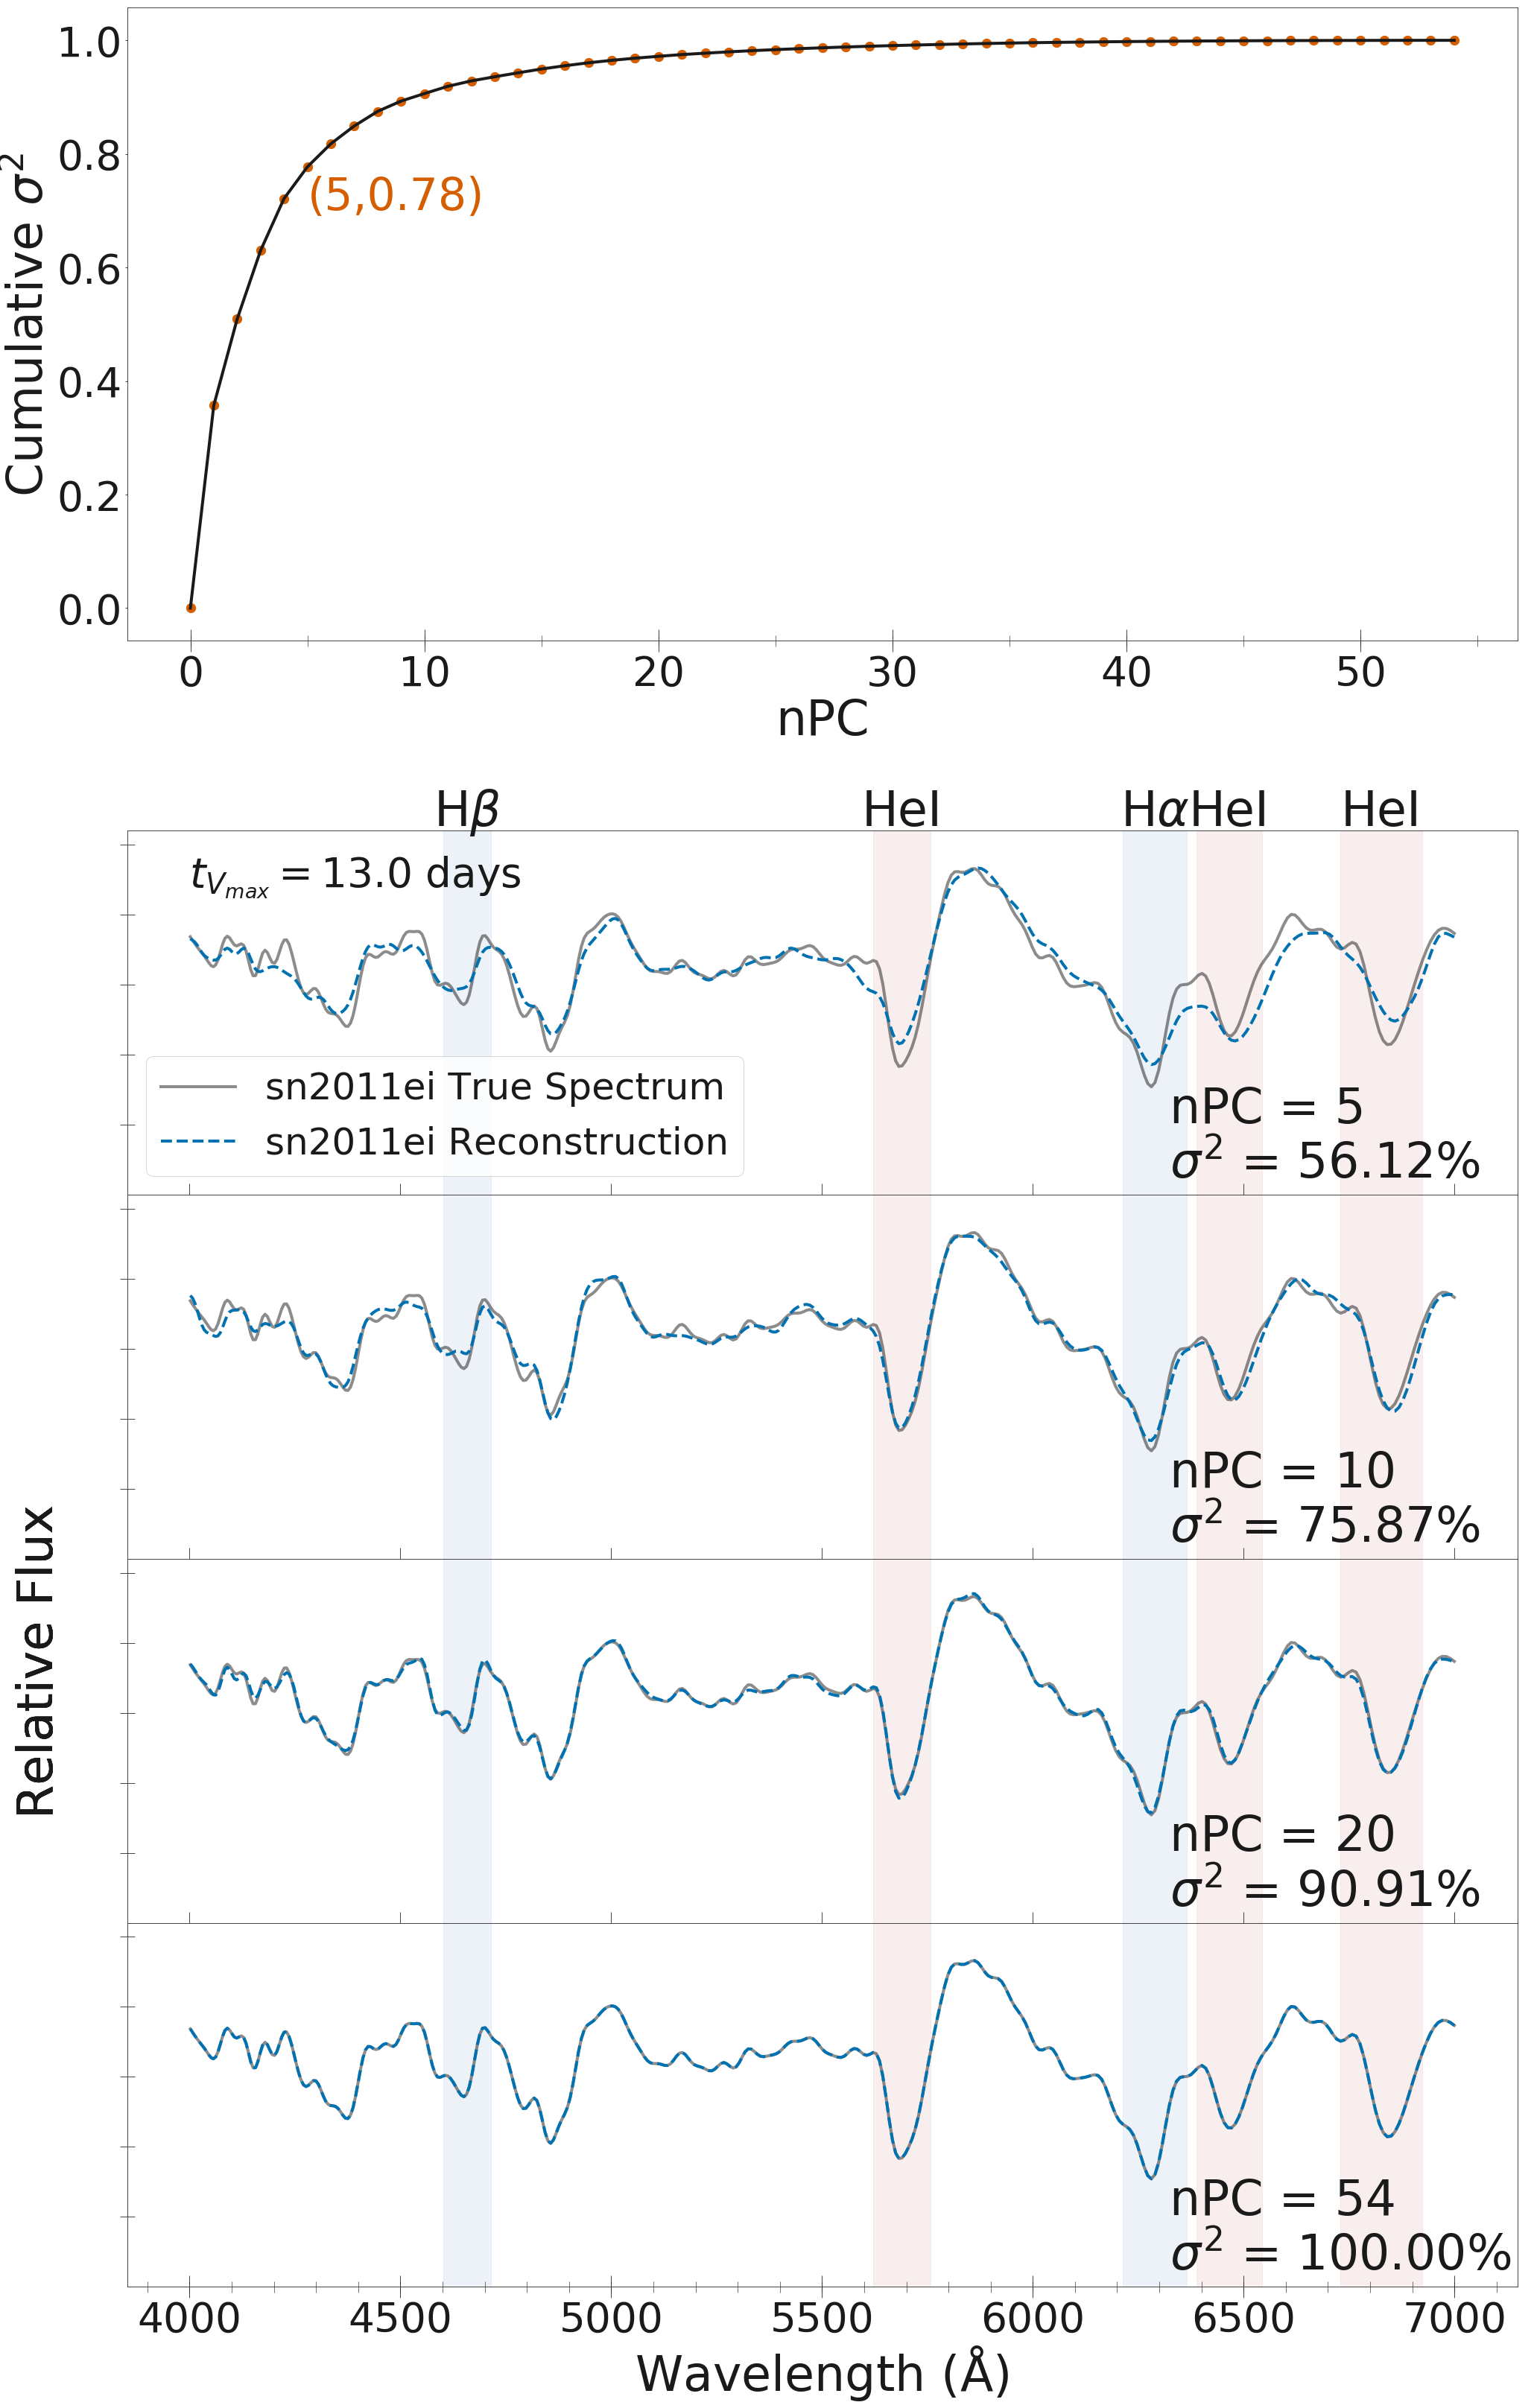 Cumulative σ²
1.0
0.8
0.6
0.4
0.2
0.0
(5,0.78)
0 10 20 30 40 50
nPC
Hβ HeI Hα HeI HeI
t_{V_{max}} = 13.0 days
sn2011ei True Spectrum
sn2011ei Reconstruction
nPC = 5
σ² = 56.12%
nPC = 10
σ² = 75.87%
Relative Flux
nPC = 20
σ² = 90.91%
nPC = 54
σ² = 100.00%
4000 4500 5000 5500 6000 6500 7000
Wavelength (Å)